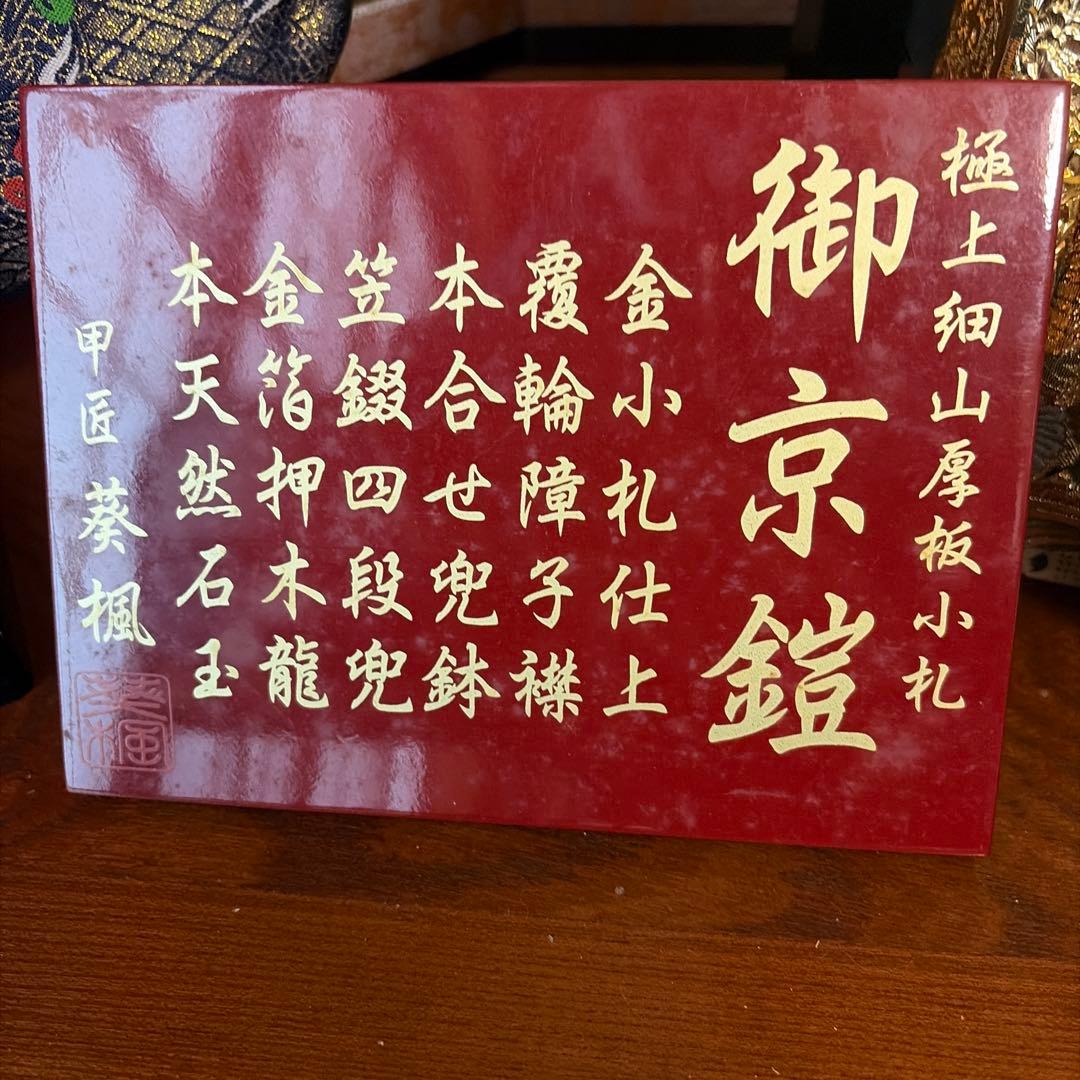 極上細山厚板小札
御京鎧
金小札仕上
覆輪障子襟
本合せ兜鉢
笠錣四段兜
金箔押木龍
本天然石玉
甲匠葵楓